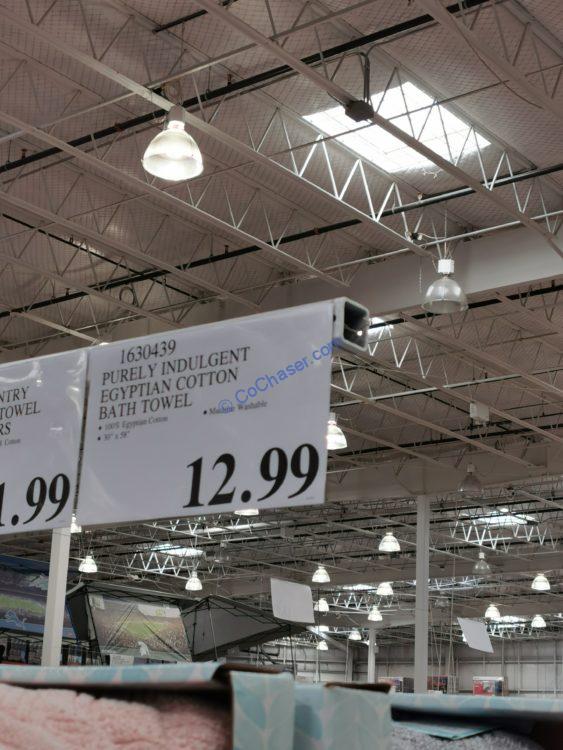 NTRY
TOWEL
RS
Cotton
1.99
1630439
PURELY INDULGENT
EGYPTIAN COTTON
BATH TOWEL
• 100% Egyptian Cotton
• Machine Washable
• 30" x 58"
12.99
© CoChaser.com